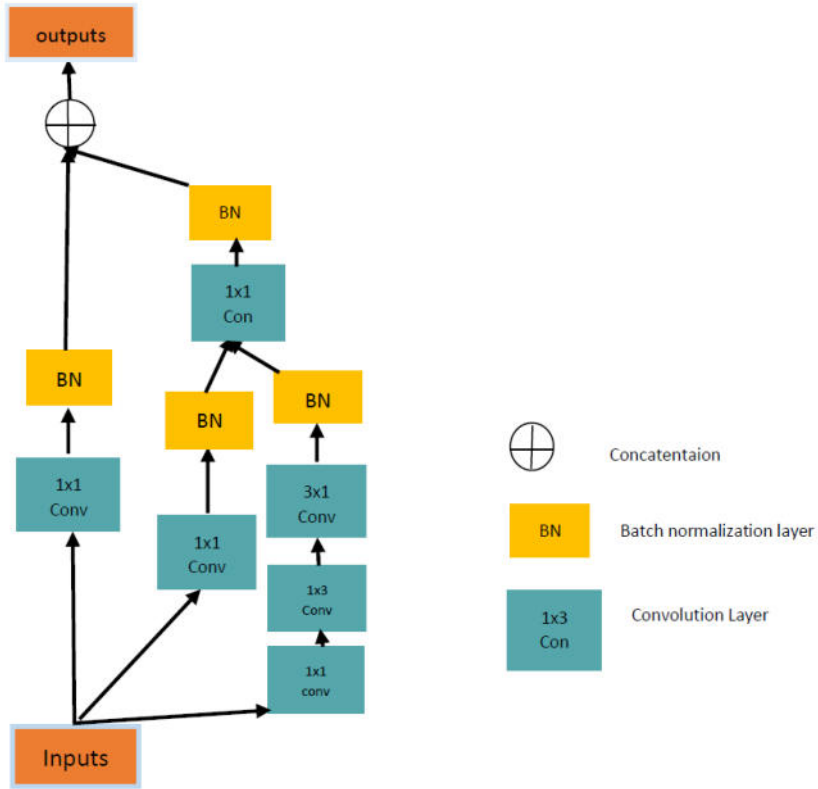 outputs
BN
1x1
Con
BN
BN
BN
1x1
Conv
3x1
Conv
1x1
Conv
1x3
Conv
1x1
conv
Inputs
Concatentaion
BN
Batch normalization layer
1x3
Con
Convolution Layer